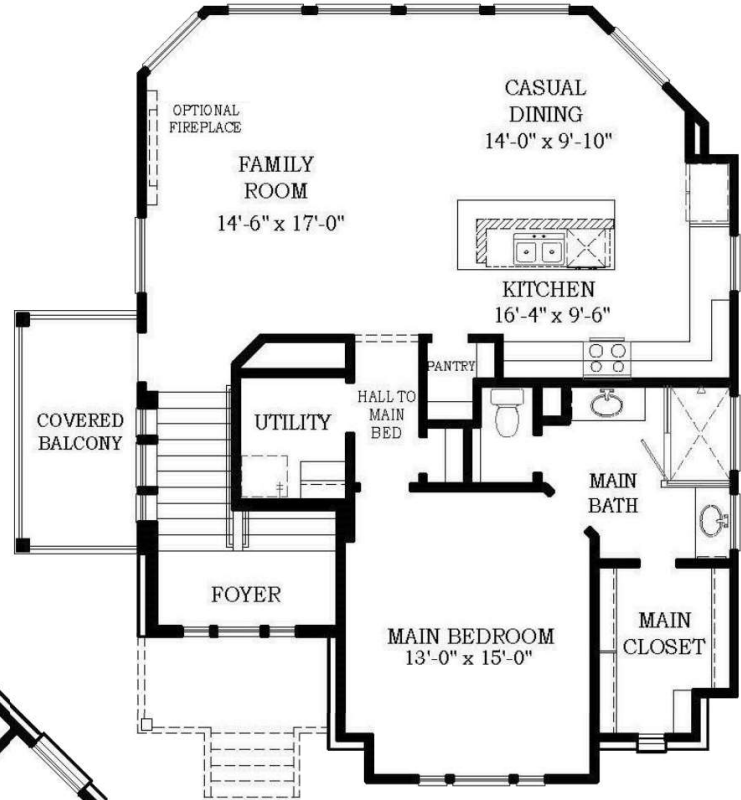 CASUAL
DINING
14'-0" x 9'-10"
OPTIONAL
FIREPLACE
FAMILY
ROOM
14'-6" x 17'-0"
KITCHEN
16'-4" x 9'-6"
PANTRY
HALL TO
MAIN
BED
UTILITY
COVERED
BALCONY
MAIN
BATH
FOYER
MAIN BEDROOM
13'-0" x 15'-0"
MAIN
CLOSET